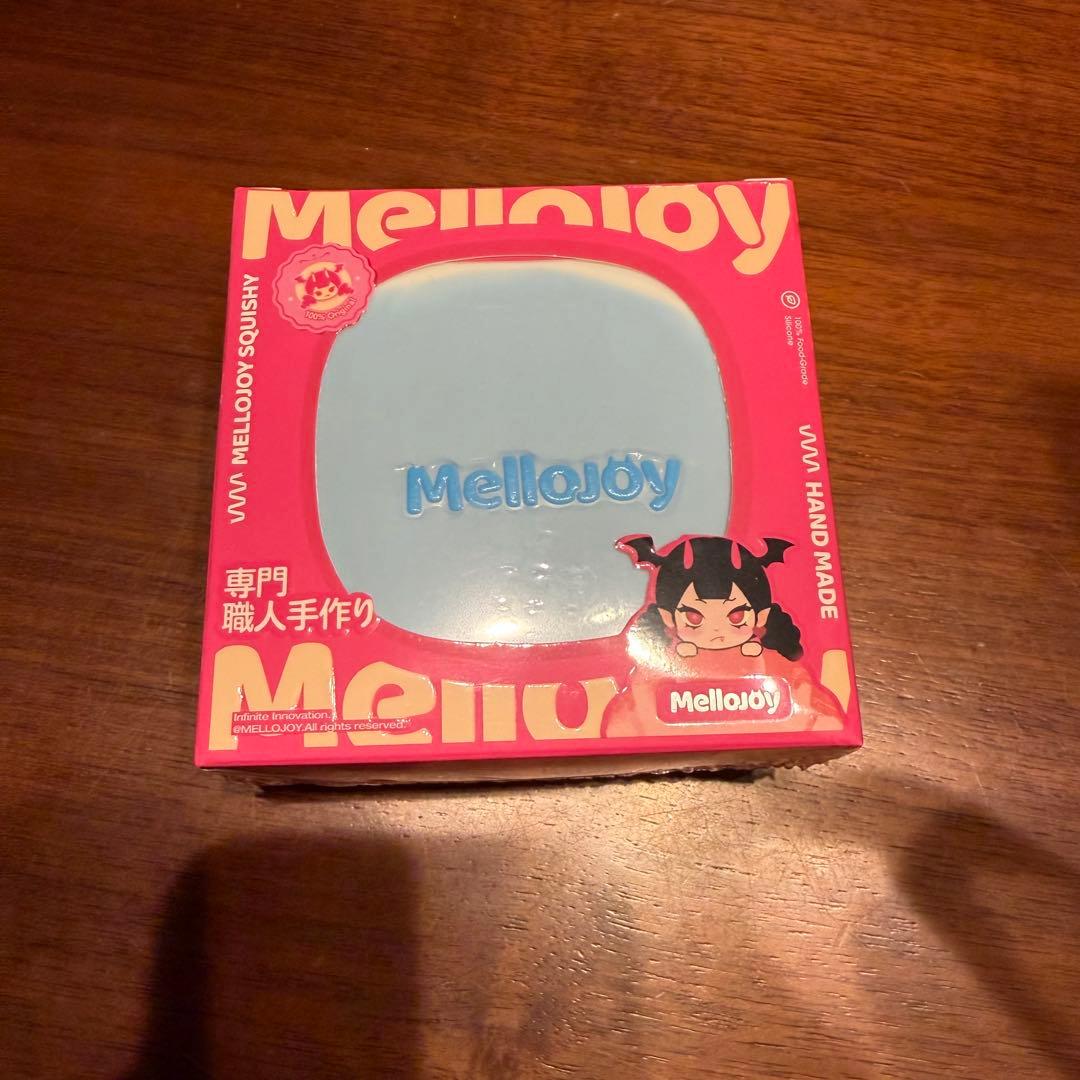 Mellojoy
100% Original
MELLOJOY SQUISHY
100% Food-Grade
Silicone
HAND MADE
Mellojoy
専門
職人手作り
Mellojoy
Infinite Innovation.
@MELLOJOY.All rights reserved.
Mellojoy